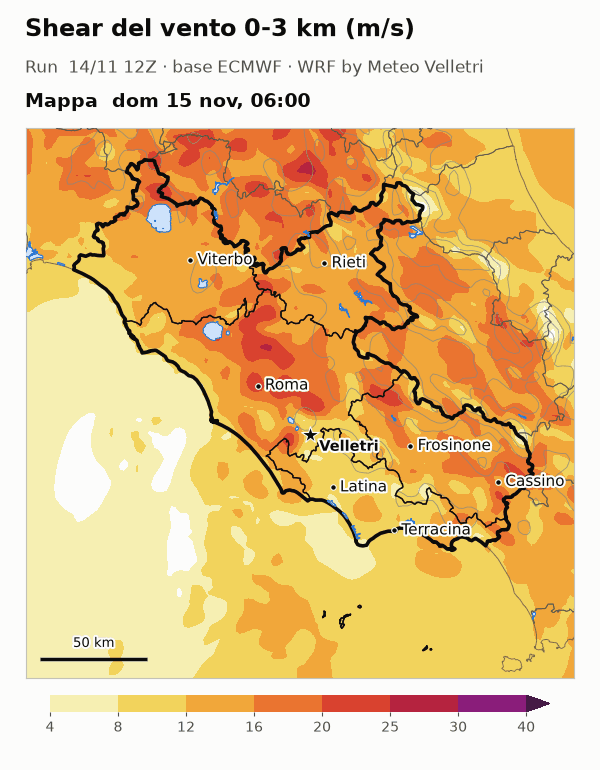 Shear del vento 0-3 km (m/s)
Run  14/11 12Z · base ECMWF · WRF by Meteo Velletri
Mappa  dom 15 nov, 06:00
Viterbo
Rieti
Roma
Velletri
Frosinone
Latina
Cassino
Terracina
50 km
4 8 12 16 20 25 30 40